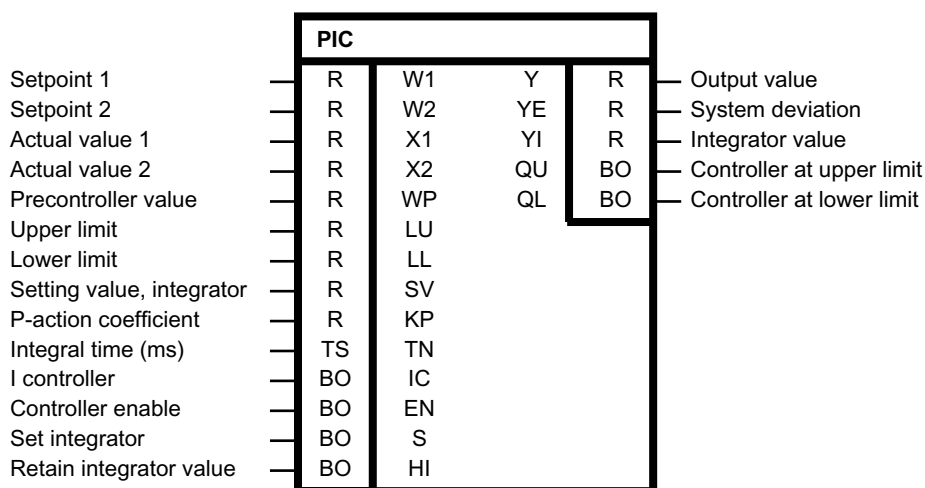 PIC
Setpoint 1 R W1 Y R Output value
Setpoint 2 R W2 YE R System deviation
Actual value 1 R X1 YI R Integrator value
Actual value 2 R X2 QU BO Controller at upper limit
Precontroller value R WP QL BO Controller at lower limit
Upper limit R LU
Lower limit R LL
Setting value, integrator R SV
P-action coefficient R KP
Integral time (ms) TS TN
I controller BO IC
Controller enable BO EN
Set integrator BO S
Retain integrator value BO HI